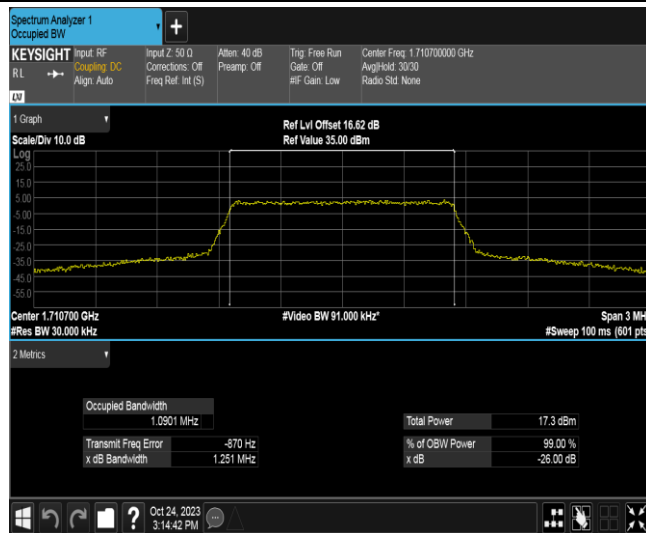 Spectrum Analyzer 1
Occupied BW
+
KEYSIGHT Input: RF Input Z: 50 Ω Atten: 40 dB Trig: Free Run Center Freq: 1.710700000 GHz
RL Coupling: DC Corrections: Off Preamp: Off Gate: Off Avg|Hold: 30/30
Align: Auto Freq Ref: Int (S) #IF Gain: Low Radio Std: None
LXI
1 Graph
Ref Lvl Offset 16.62 dB
Scale/Div 10.0 dB Ref Value 35.00 dBm
Log
25.0
15.0
5.00
-5.00
-15.0
-25.0
-35.0
-45.0
-55.0
Center 1.710700 GHz #Video BW 91.000 kHz* Span 3 MH
#Res BW 30.000 kHz #Sweep 100 ms (601 pts
2 Metrics
Occupied Bandwidth
1.0901 MHz Total Power 17.3 dBm
Transmit Freq Error -870 Hz % of OBW Power 99.00 %
x dB Bandwidth 1.251 MHz x dB -26.00 dB
? Oct 24, 2023
3:14:42 PM